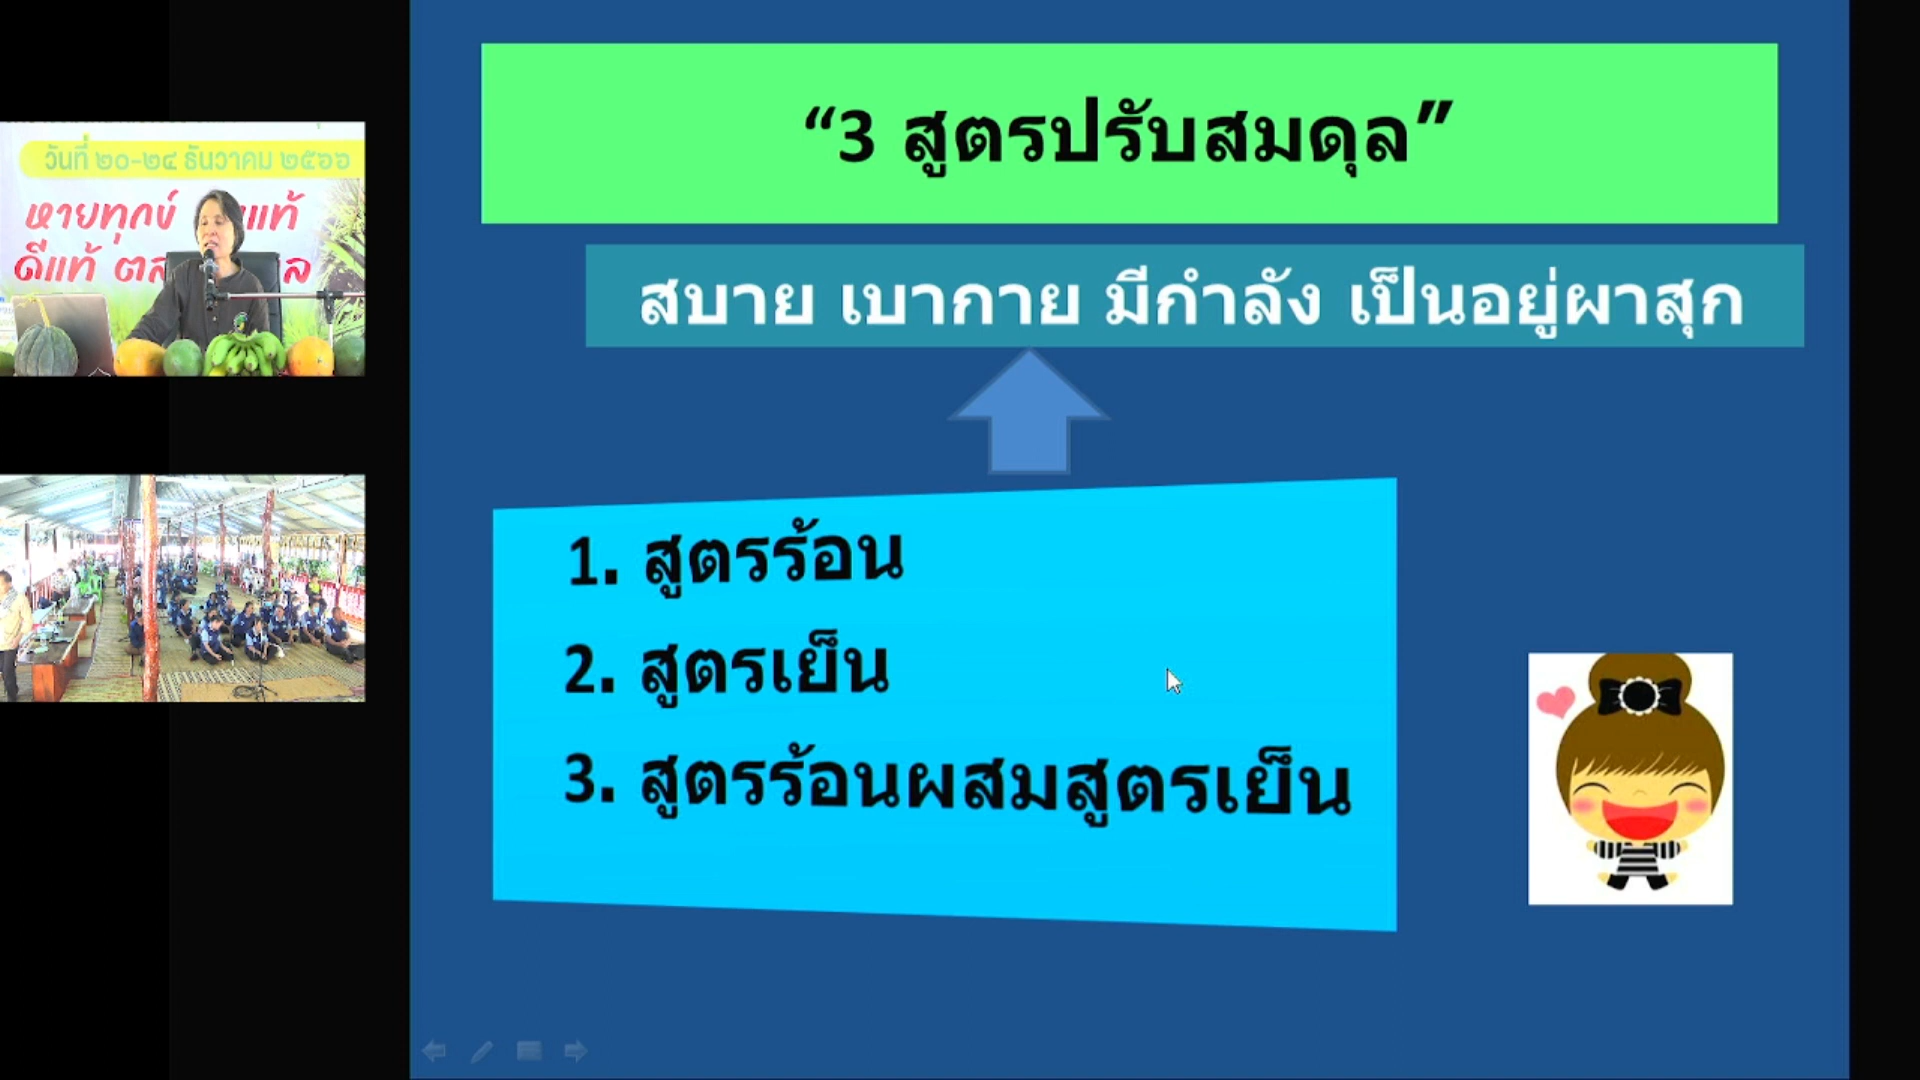 “3 สูตรปรับสมดุล”
สบาย เบากาย มีกำลัง เป็นอยู่ผาสุก
1. สูตรร้อน
2. สูตรเย็น
3. สูตรร้อนผสมสูตรเย็น
วันที่ ๒๐-๒๔ ธันวาคม ๒๕๖๖
หายทุกข์ แท้
ดีแท้ ต ล